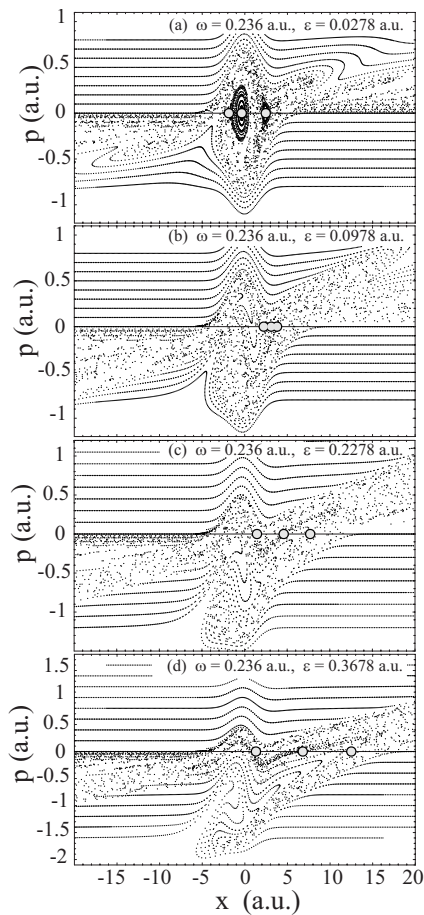 1
(a) ω = 0.236 a.u., ε = 0.0278 a.u.
0.5
0
-0.5
-1
p (a.u.)
1
(b) ω = 0.236 a.u., ε = 0.0978 a.u.
0.5
0
-0.5
-1
p (a.u.)
1
(c) ω = 0.236 a.u., ε = 0.2278 a.u.
0.5
0
-0.5
-1
p (a.u.)
1.5
(d) ω = 0.236 a.u., ε = 0.3678 a.u.
1
0.5
0
-0.5
-1
-1.5
-2
p (a.u.)
-15 -10 -5 0 5 10 15 20
x (a.u.)